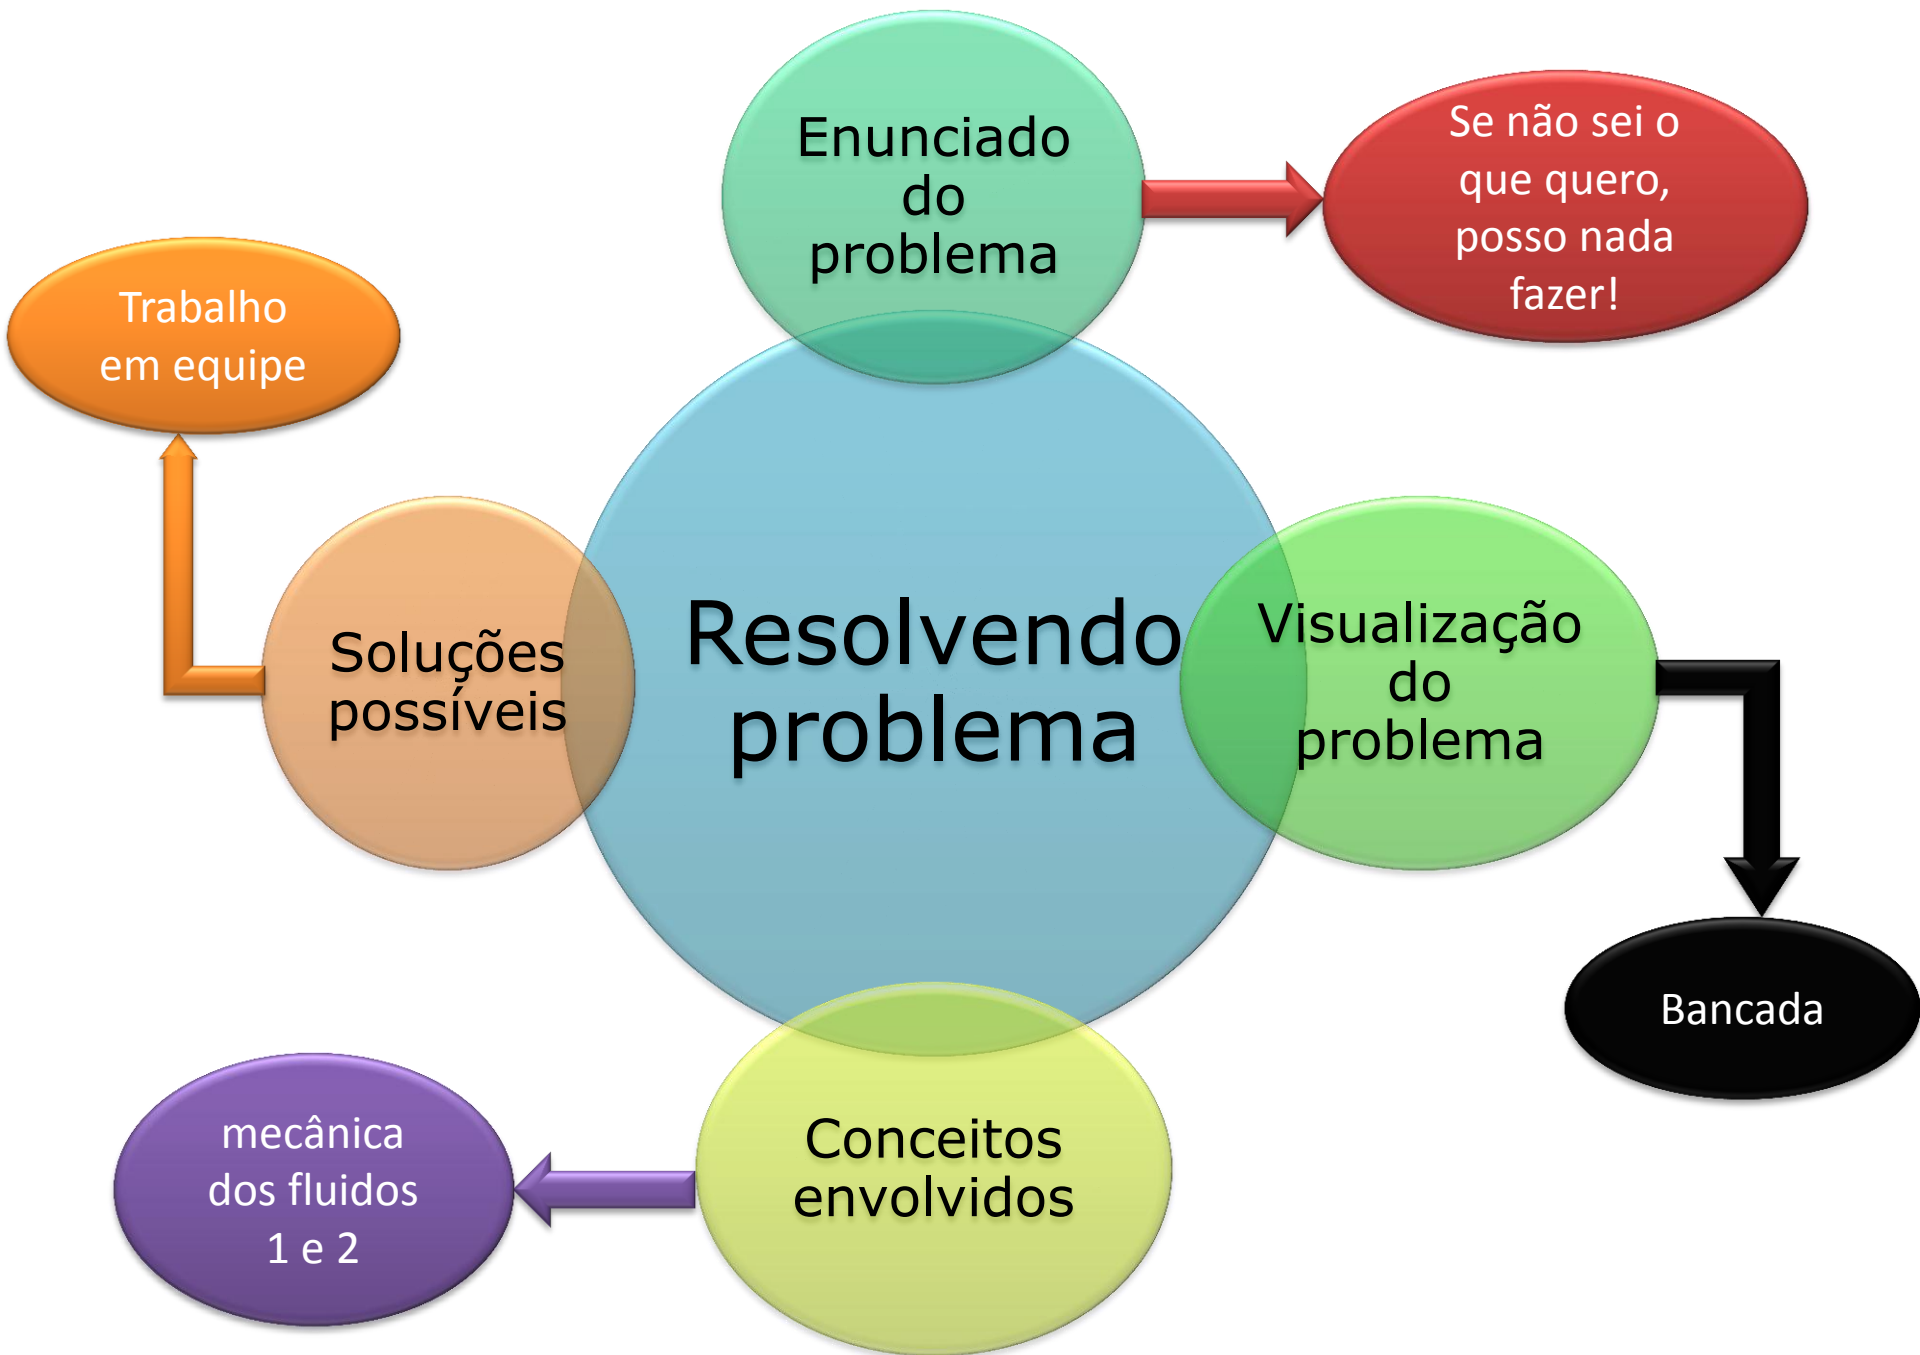 Enunciado
do
problema
Se não sei o
que quero,
posso nada
fazer!
Trabalho
em equipe
Soluções
possíveis
Resolvendo
problema
Visualização
do
problema
Bancada
Conceitos
envolvidos
mecânica
dos fluidos
1 e 2